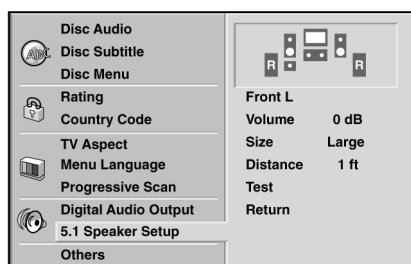 Disc Audio
ABC
Disc Subtitle
Disc Menu
Rating
Country Code
TV Aspect
Menu Language
Progressive Scan
Digital Audio Output
5.1 Speaker Setup
Others
R R
Front L
Volume 0 dB
Size Large
Distance 1 ft
Test
Return